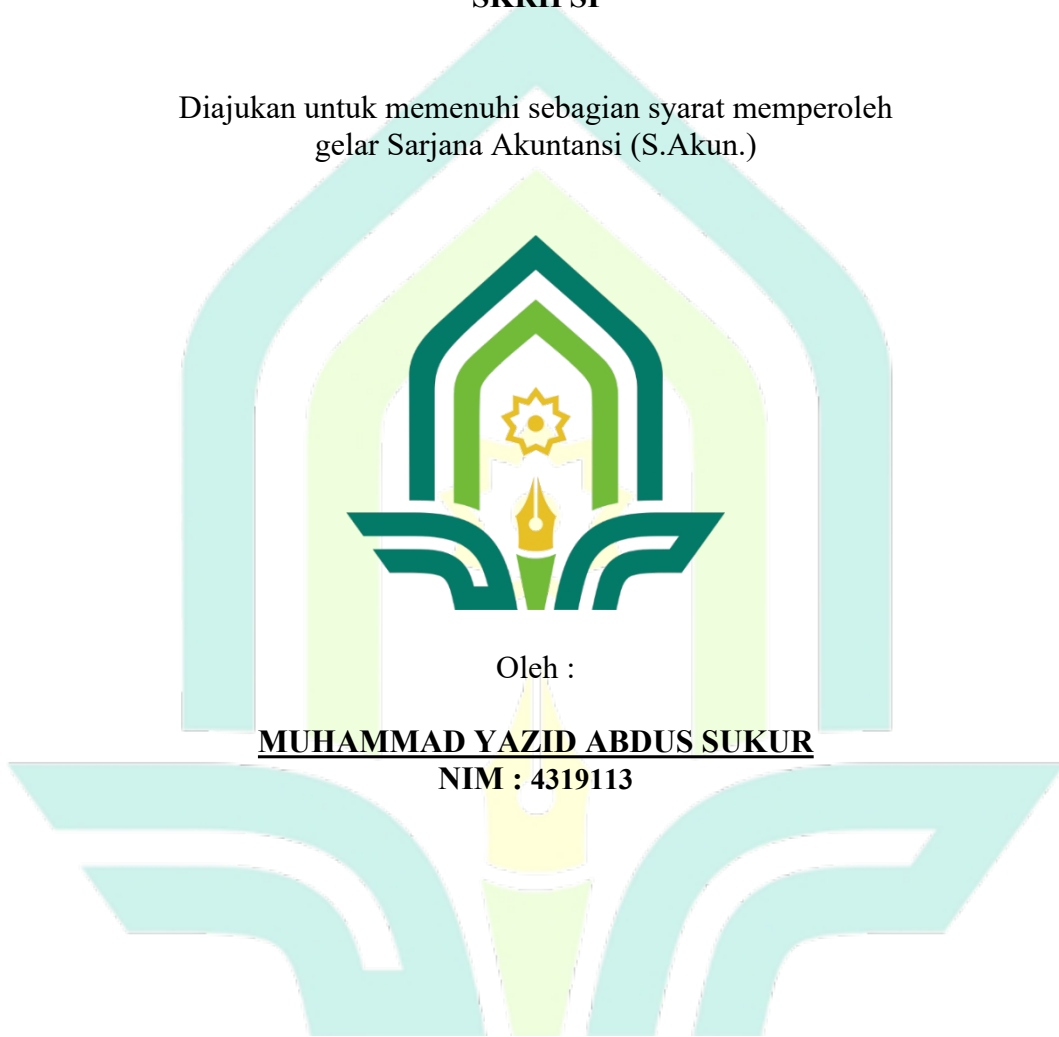 SKRIPSI
Diajukan untuk memenuhi sebagian syarat memperoleh
gelar Sarjana Akuntansi (S.Akun.)
Oleh :
MUHAMMAD YAZID ABDUS SUKUR
NIM : 4319113